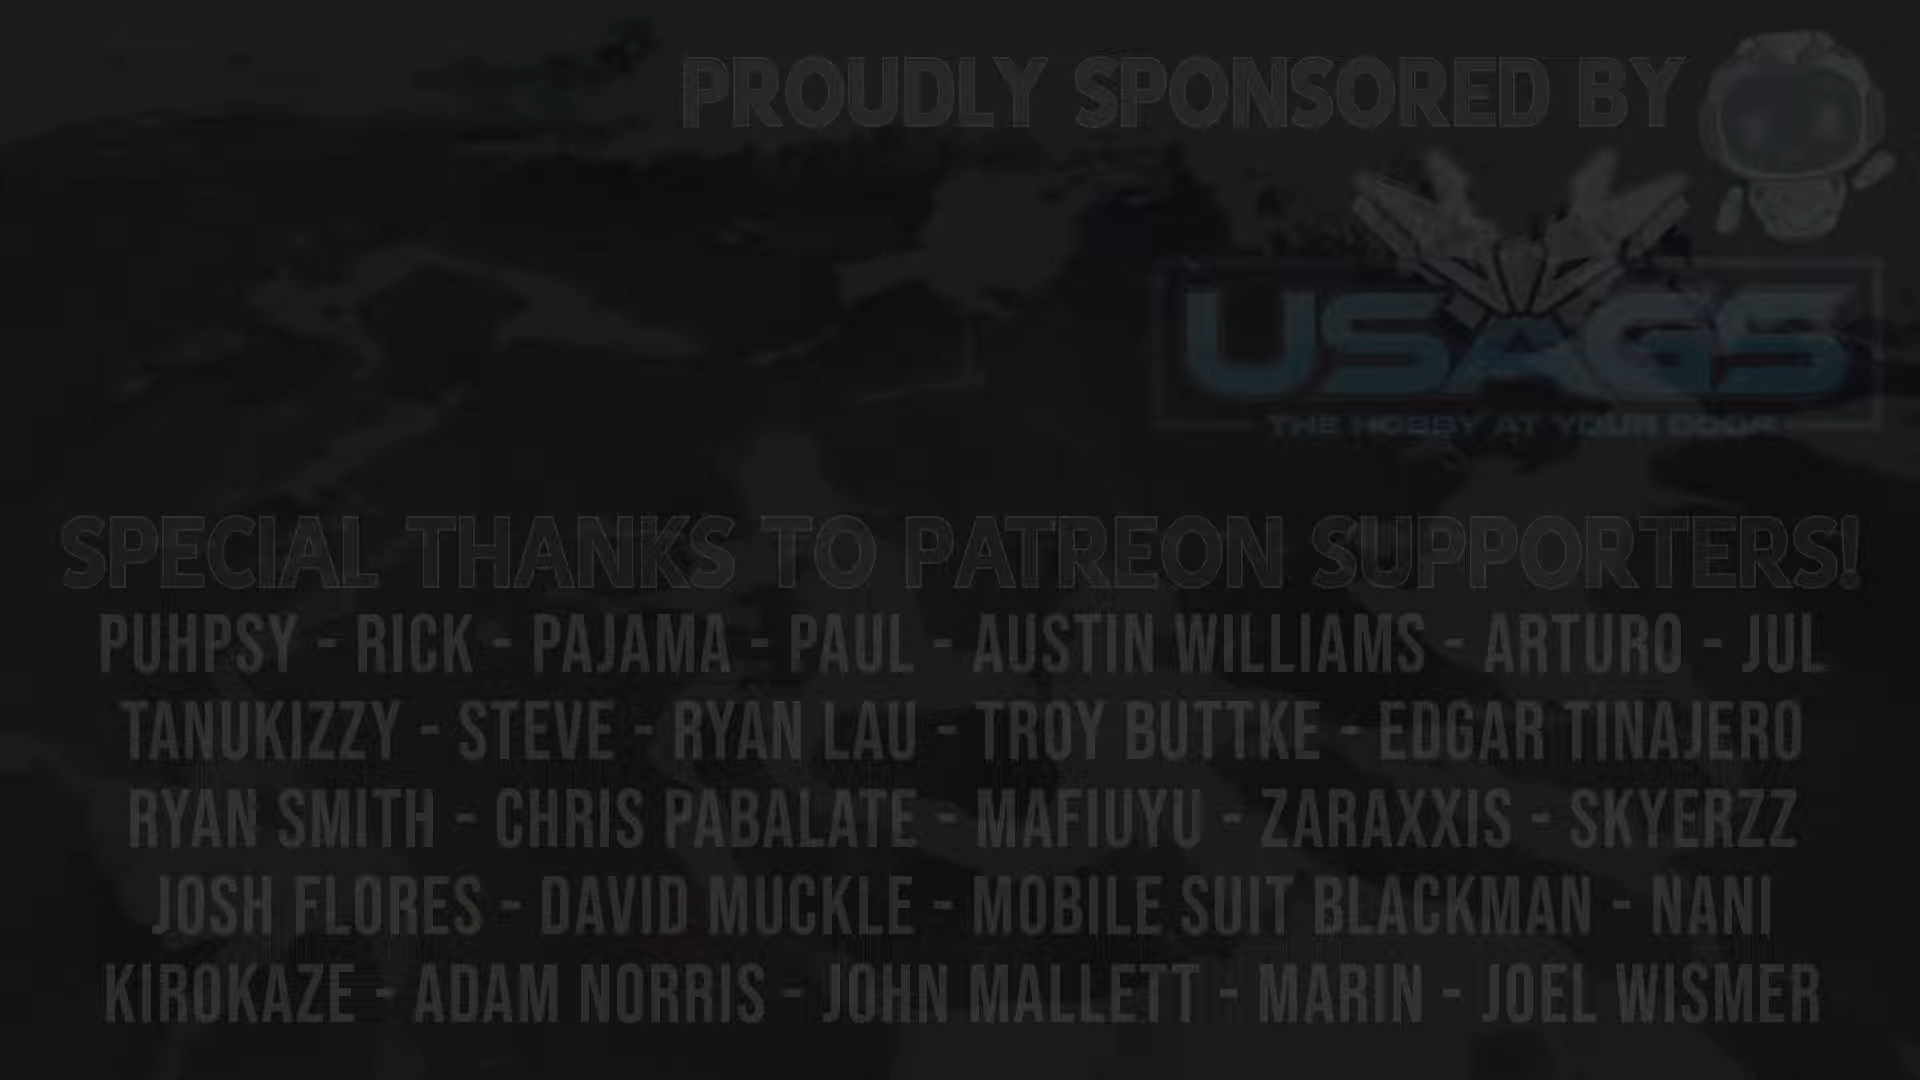 PROUDLY SPONSORED BY
USAGS
THE HOBBY AT YOUR DOOR
SPECIAL THANKS TO PATREON SUPPORTERS!
PUHPSY - RICK - PAJAMA - PAUL - AUSTIN WILLIAMS - ARTURO - JUL
TANUKIZZY - STEVE - RYAN LAU - TROY BUTTKE - EDGAR TINAJERO
RYAN SMITH - CHRIS PABALATE - MAFIUYU - ZARAXXIS - SKYERZZ
JOSH FLORES - DAVID MUCKLE - MOBILE SUIT BLACKMAN - NANI
KIROKAZE - ADAM NORRIS - JOHN MALLETT - MARIN - JOEL WISMER